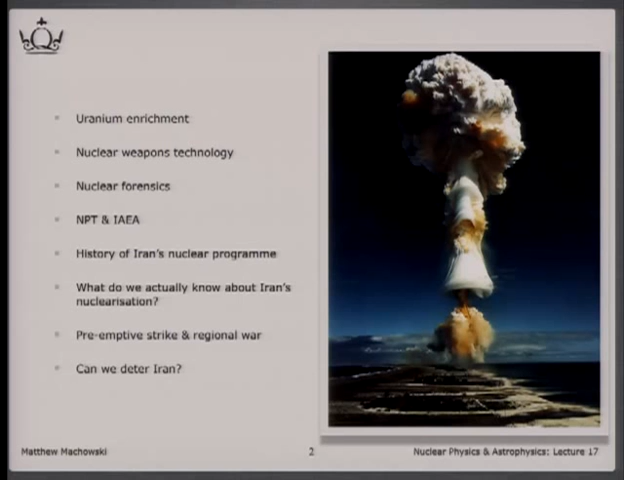 Uranium enrichment
Nuclear weapons technology
Nuclear forensics
NPT & IAEA
History of Iran's nuclear programme
What do we actually know about Iran's
nuclearisation?
Pre-emptive strike & regional war
Can we deter Iran?
Matthew Machowski
2
Nuclear Physics & Astrophysics: Lecture 17